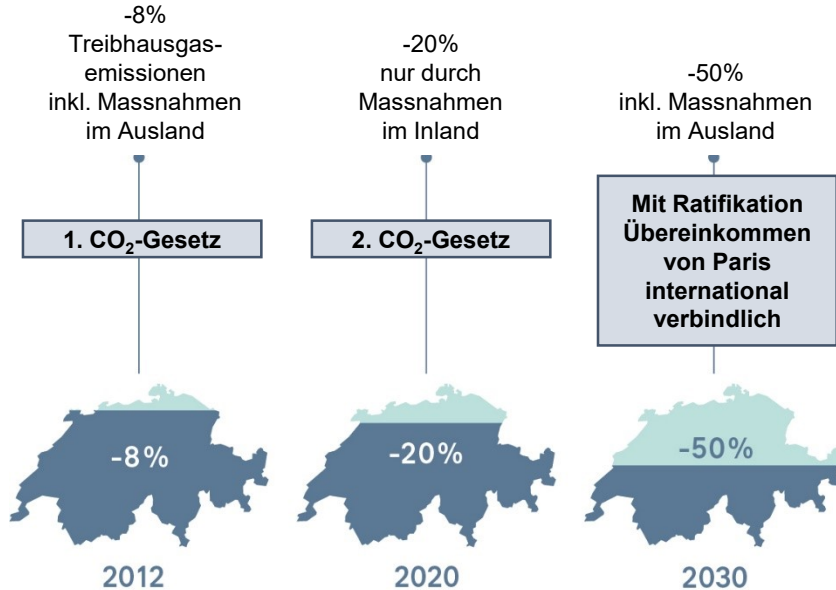 -8%
Treibhausgas-
emissionen
inkl. Massnahmen
im Ausland
-20%
nur durch
Massnahmen
im Inland
-50%
inkl. Massnahmen
im Ausland
1. CO₂-Gesetz
2. CO₂-Gesetz
Mit Ratifikation
Übereinkommen
von Paris
international
verbindlich
-8%
-20%
-50%
2012
2020
2030